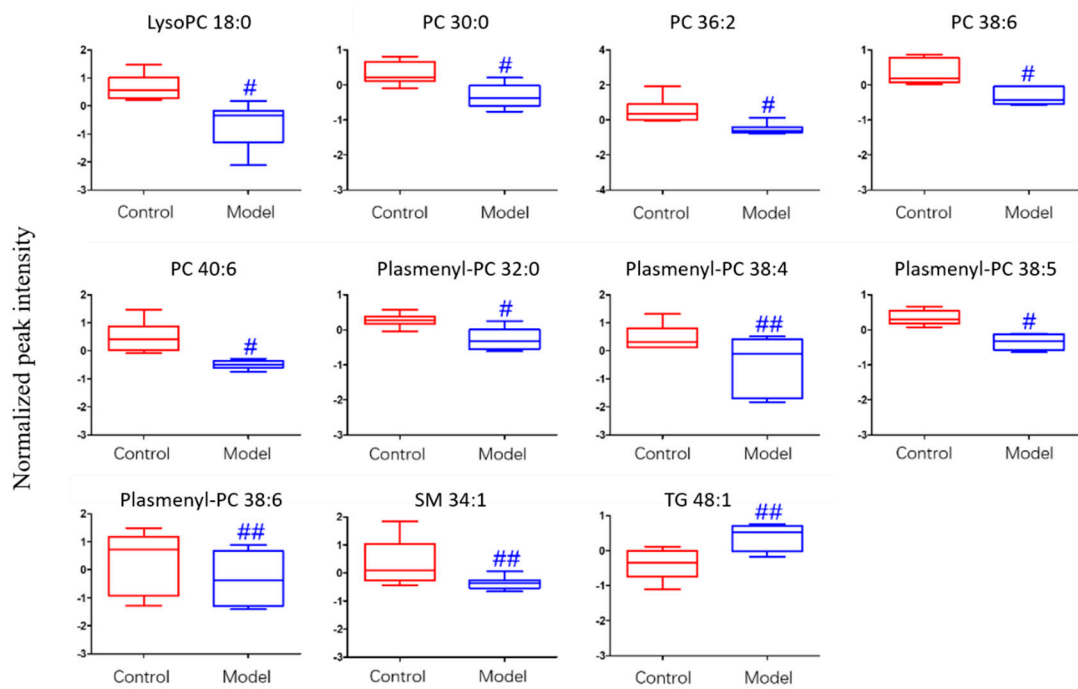 LysoPC 18:0
PC 30:0
PC 36:2
PC 38:6
2
1
0
-1
-2
-3
#
Control
Model
1
0
-1
-2
-3
#
Control
Model
4
2
0
-2
-4
#
Control
Model
1
0
-1
-2
-3
#
Control
Model
Normalized peak intensity
PC 40:6
Plasmenyl-PC 32:0
Plasmenyl-PC 38:4
Plasmenyl-PC 38:5
2
1
0
-1
-2
-3
#
Control
Model
1
0
-1
-2
-3
#
Control
Model
2
1
0
-1
-2
-3
##
Control
Model
1
0
-1
-2
-3
#
Control
Model
Plasmenyl-PC 38:6
SM 34:1
TG 48:1
2
1
0
-1
-2
-3
##
Control
Model
2
1
0
-1
-2
-3
##
Control
Model
1
0
-1
-2
-3
##
Control
Model